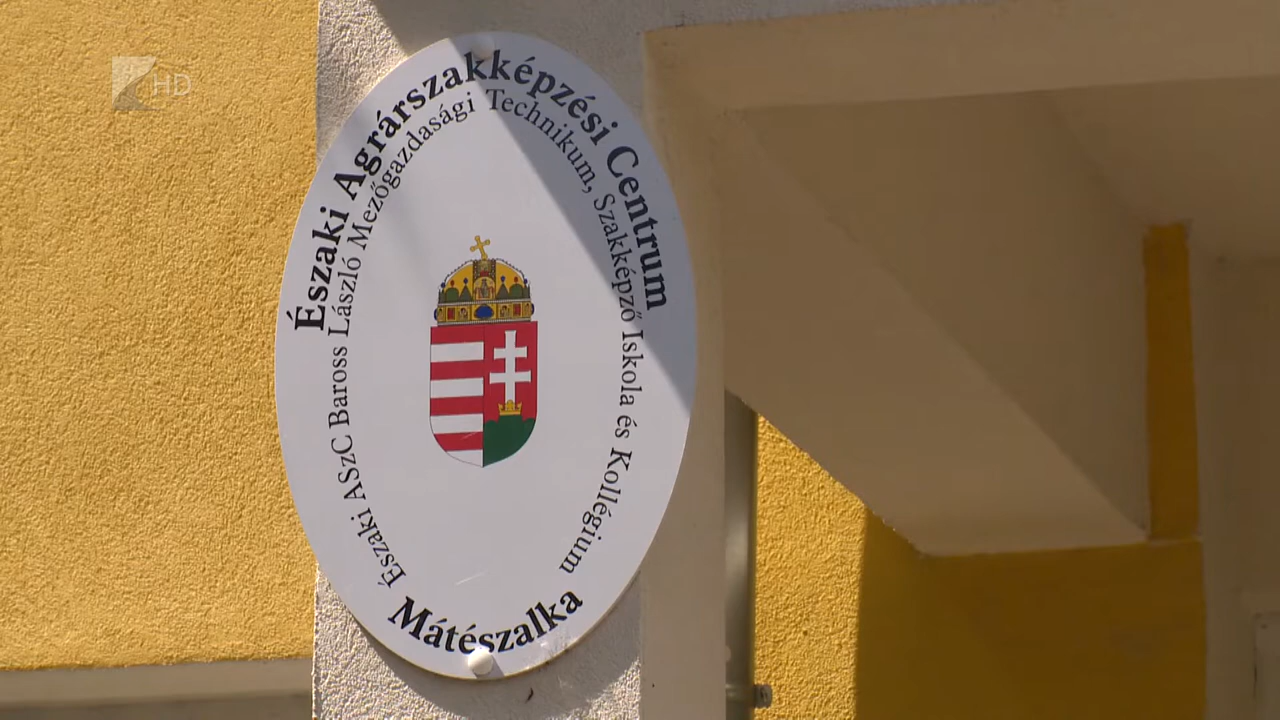 HD
Északi Agrárszakképzési Centrum
Északi ASzC Baross László Mezőgazdasági Technikum, Szakképző Iskola és Kollégium
Mátészalka